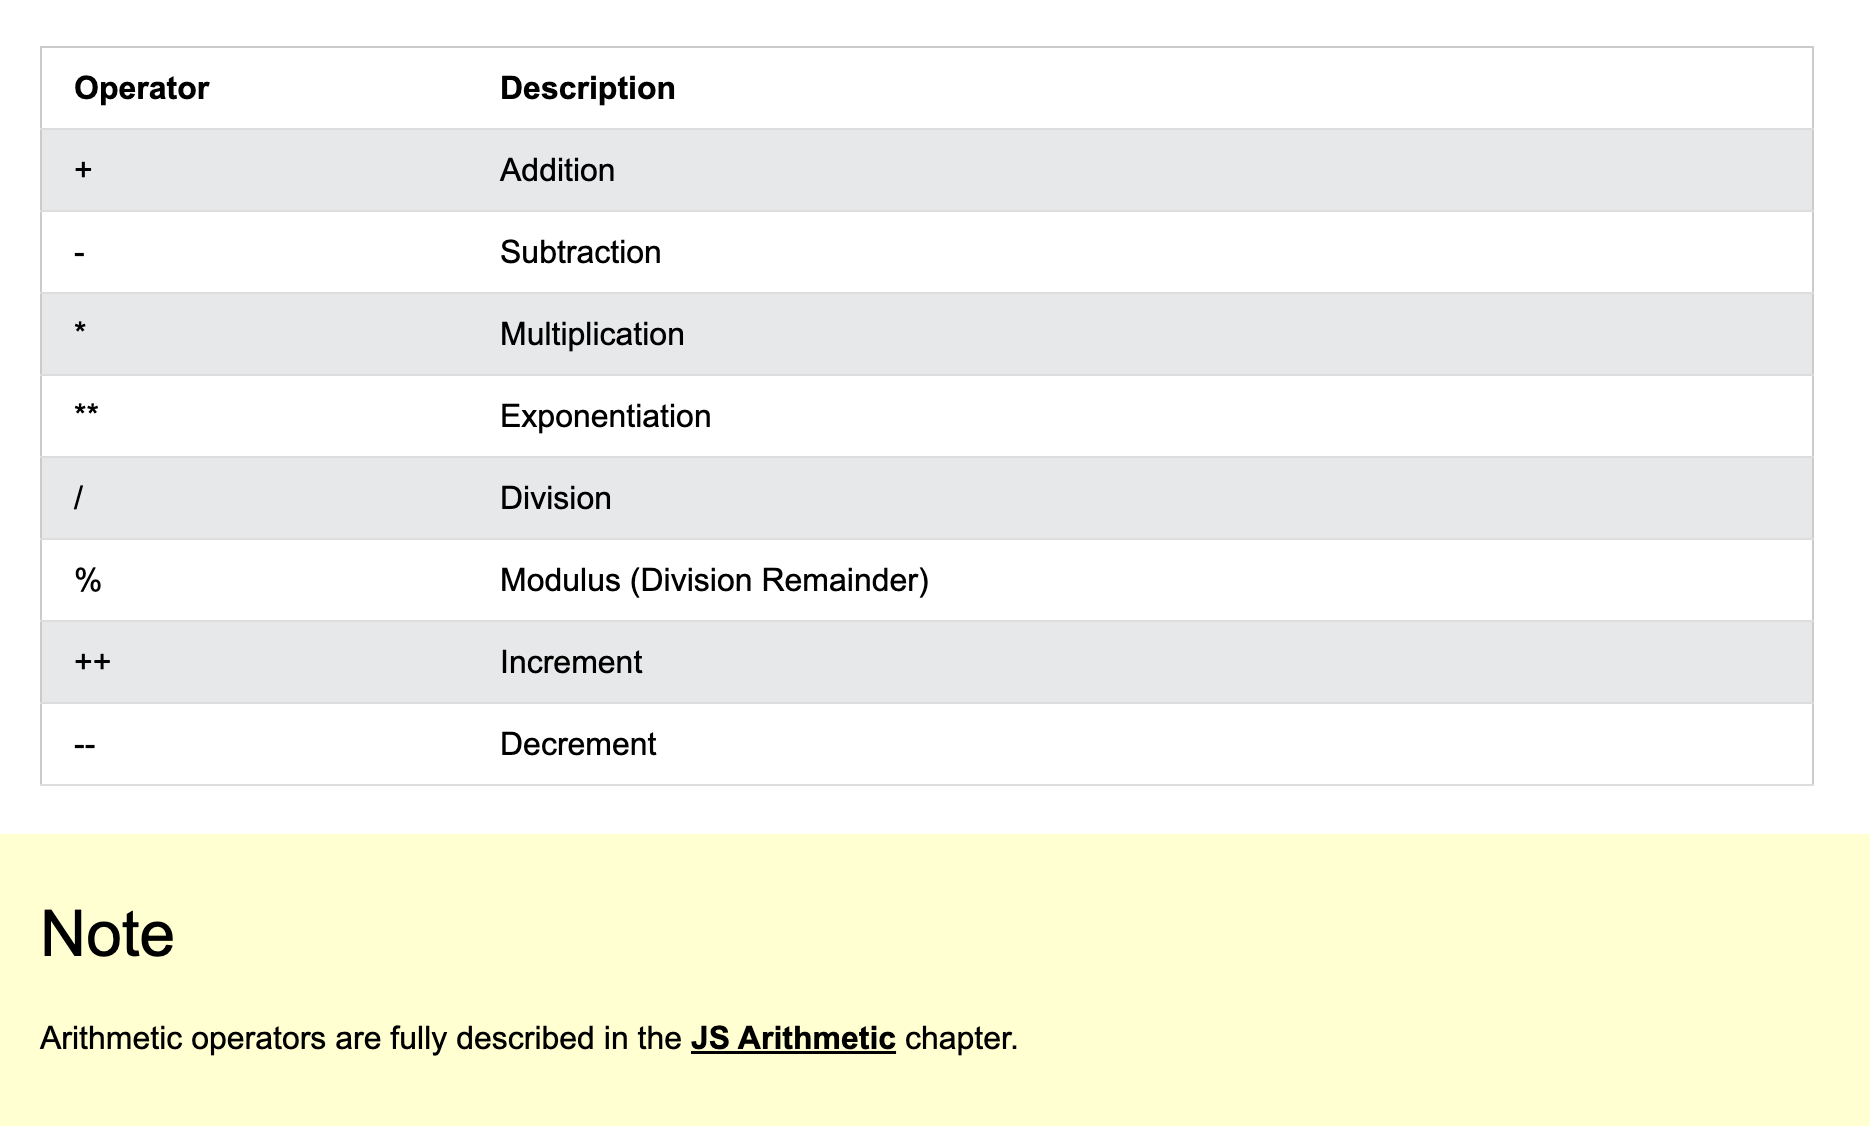 Operator Description
+ Addition
- Subtraction
* Multiplication
** Exponentiation
/ Division
% Modulus (Division Remainder)
++ Increment
-- Decrement
Note
Arithmetic operators are fully described in the JS Arithmetic chapter.